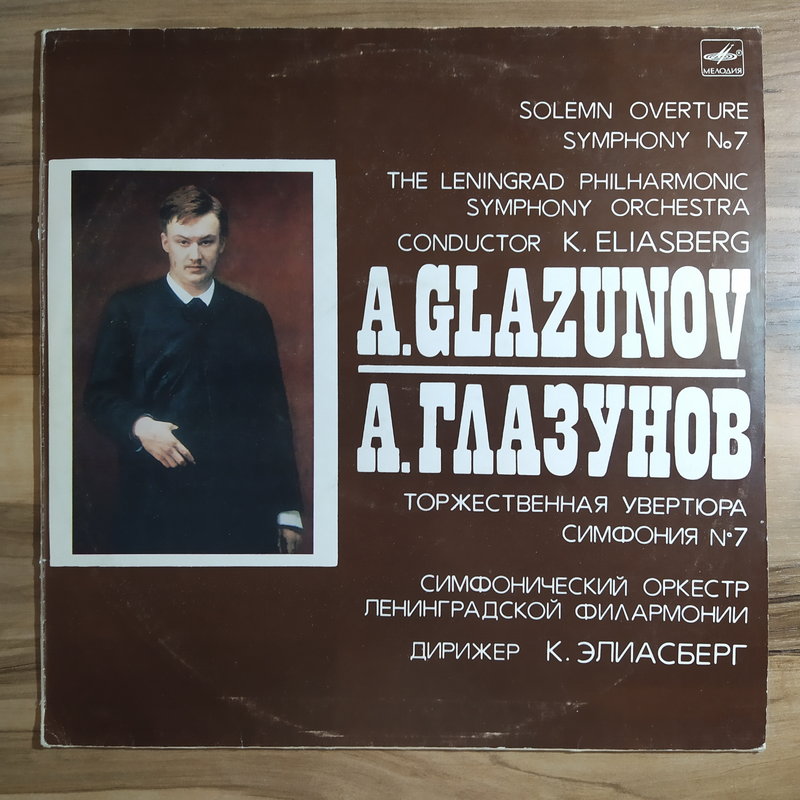 МЕЛОДИЯ
SOLEMN OVERTURE
SYMPHONY №7
THE LENINGRAD PHILHARMONIC
SYMPHONY ORCHESTRA
CONDUCTOR K. ELIASBERG
A.GLAZUNOV
А.ГЛАЗУНОВ
ТОРЖЕСТВЕННАЯ УВЕРТЮРА
СИМФОНИЯ №7
СИМФОНИЧЕСКИЙ ОРКЕСТР
ЛЕНИНГРАДСКОЙ ФИЛАРМОНИИ
ДИРИЖЕР К. ЭЛИАСБЕРГ